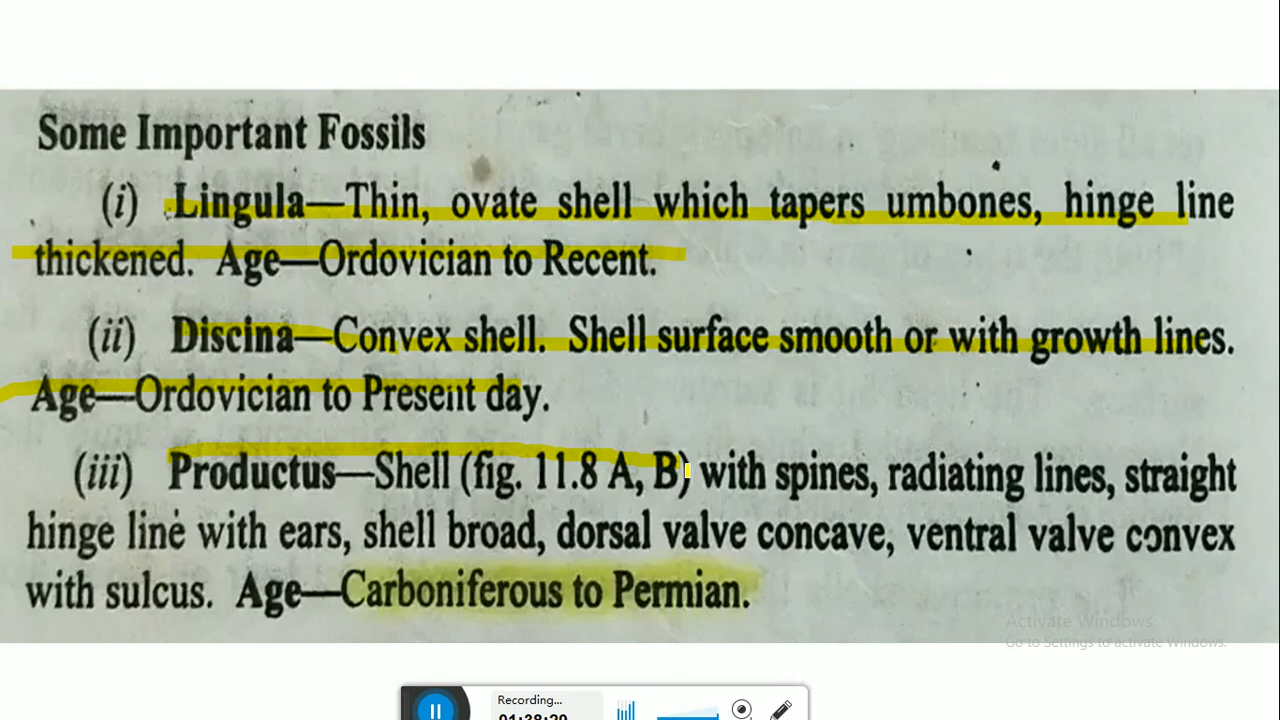 Some Important Fossils
(i) Lingula—Thin, ovate shell which tapers umbones, hinge line
thickened. Age—Ordovician to Recent.
(ii) Discina—Convex shell. Shell surface smooth or with growth lines.
Age—Ordovician to Present day.
(iii) Productus—Shell (fig. 11.8 A, B) with spines, radiating lines, straight
hinge line with ears, shell broad, dorsal valve concave, ventral valve convex
with sulcus. Age—Carboniferous to Permian.
Activate Windows
Go to Settings to activate Windows.
Recording...